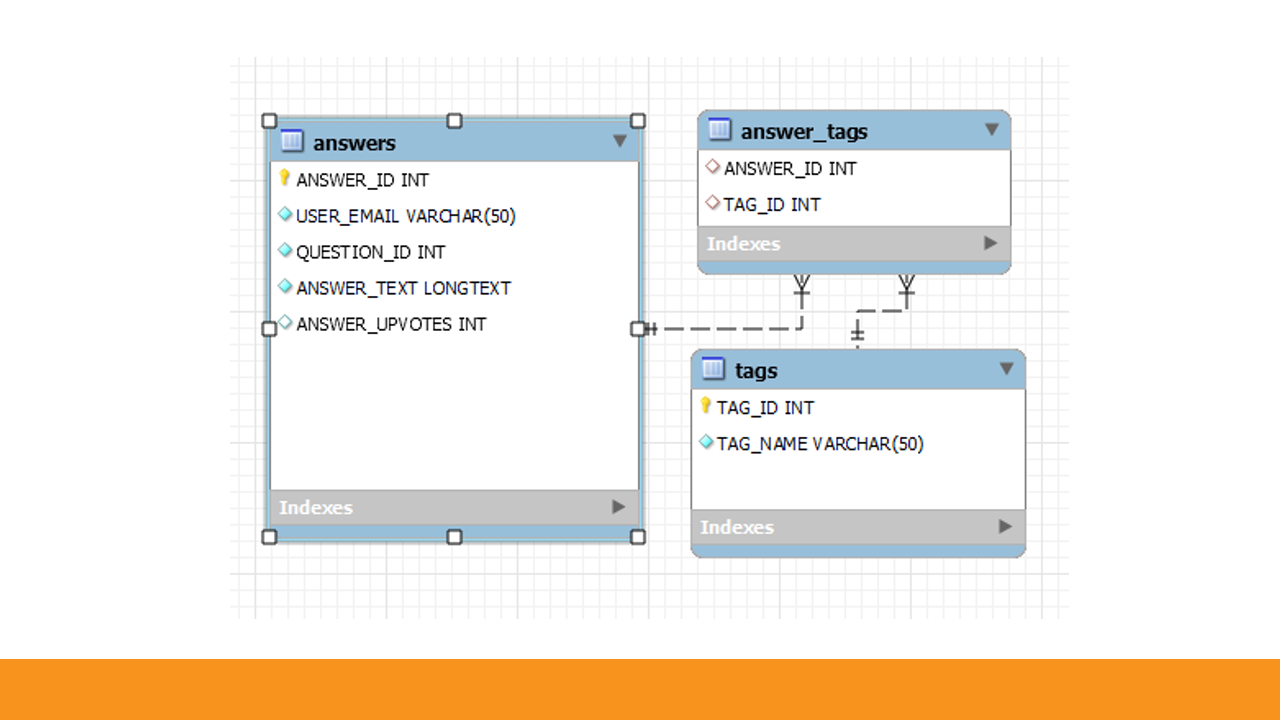 answers
ANSWER_ID INT
USER_EMAIL VARCHAR(50)
QUESTION_ID INT
ANSWER_TEXT LONGTEXT
ANSWER_UPVOTES INT
Indexes
answer_tags
ANSWER_ID INT
TAG_ID INT
Indexes
tags
TAG_ID INT
TAG_NAME VARCHAR(50)
Indexes